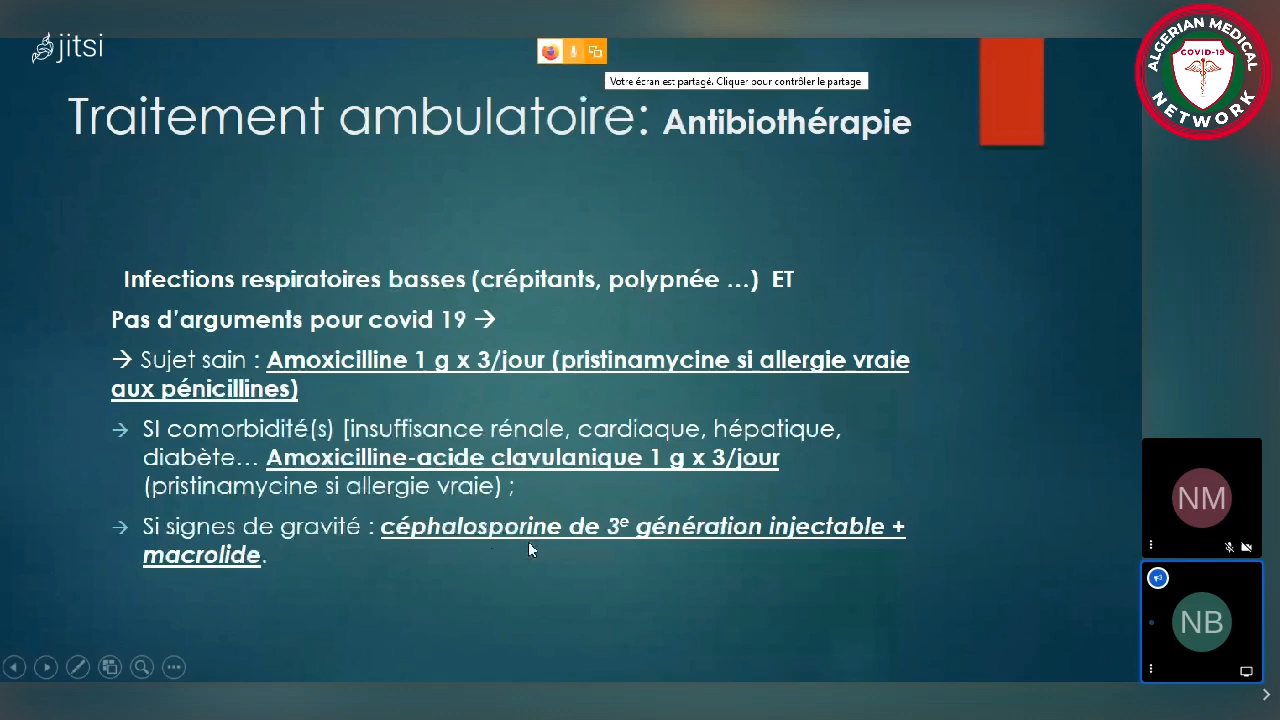 jitsi
Votre écran est partagé. Cliquer pour contrôler le partage
ALGERIAN MEDICAL
COVID-19
NETWORK
Traitement ambulatoire: Antibiothérapie
Infections respiratoires basses (crépitants, polypnée ...) ET
Pas d'arguments pour covid 19 →
→ Sujet sain : Amoxicilline 1 g x 3/jour (pristinamycine si allergie vraie
aux pénicillines)
→ SI comorbidité(s) [insuffisance rénale, cardiaque, hépatique,
diabète... Amoxicilline-acide clavulanique 1 g x 3/jour
(pristinamycine si allergie vraie) ;
→ Si signes de gravité : céphalosporine de 3e génération injectable +
macrolide.
NM
NB